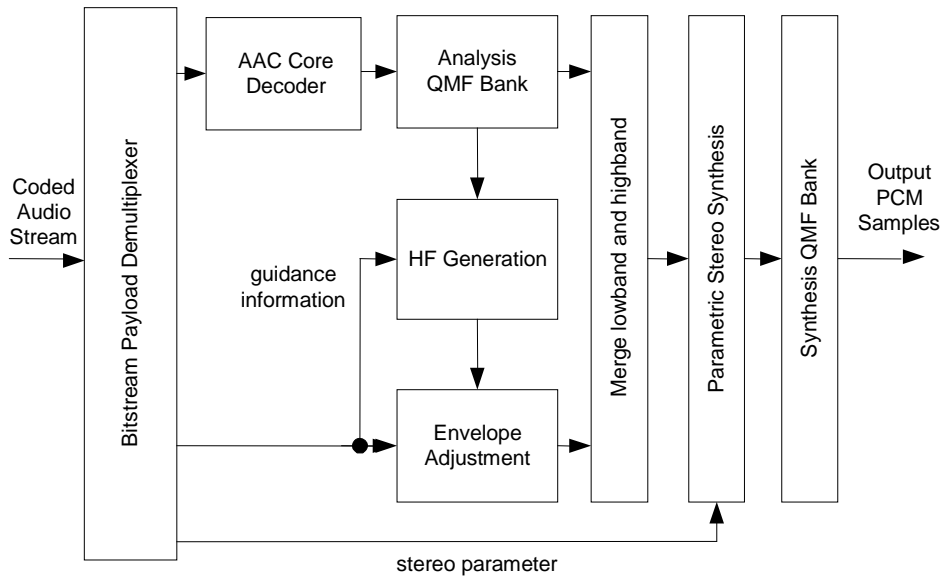 Coded
Audio
Stream
Bitstream Payload Demultiplexer
AAC Core
Decoder
Analysis
QMF Bank
HF Generation
guidance
information
Envelope
Adjustment
Merge lowband and highband
Parametric Stereo Synthesis
Synthesis QMF Bank
Output
PCM
Samples
stereo parameter